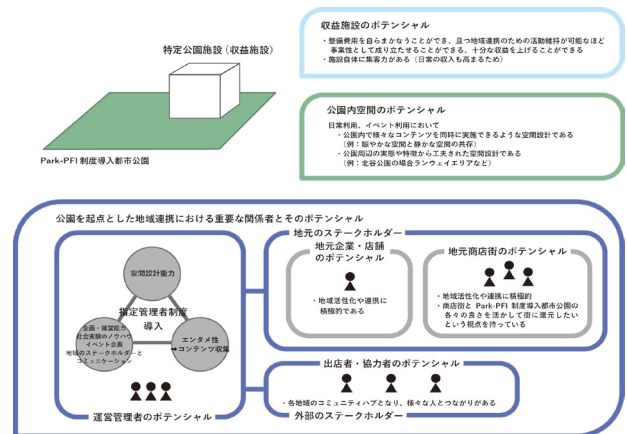 収益施設のポテンシャル
・整備費用を自らまかなうことができ、且つ地域連携のための活動維持が可能なほど
事業性として成り立たせることができる、十分な収益を上げることができる
・施設自体に集客力がある（日常の収入も高まるため）
特定公園施設（収益施設）
Park-PFI 制度導入都市公園
公園内空間のポテンシャル
日常利用、イベント利用において
・公園内で様々なコンテンツを同時に実施できるような空間設計である
（例：賑やかな空間と静かな空間の共存）
・公園周辺の実態や特徴から工夫された空間設計である
（例：北谷公園の場合ランウェイエリアなど）
公園を起点とした地域連携における重要な関係者とそのポテンシャル
空間設計能力
指定管理者制度
導入
企画・運営能力
社会実験のノウハウ
イベント企画
地域のステークホルダーと
コミュニケーション
エンタメ性
⇒コンテンツ収集
運営管理者のポテンシャル
地元のステークホルダー
地元企業・店舗
のポテンシャル
・地域活性化や連携に
積極的である
地元商店街のポテンシャル
・地域活性化や連携に積極的
・商店街と Park-PFI 制度導入都市公園の
各々の良さを活かして街に還元したい
という視点を持っている
出店者・協力者のポテンシャル
・各地域のコミュニティハブとなり、様々な人とつながりがある
外部のステークホルダー